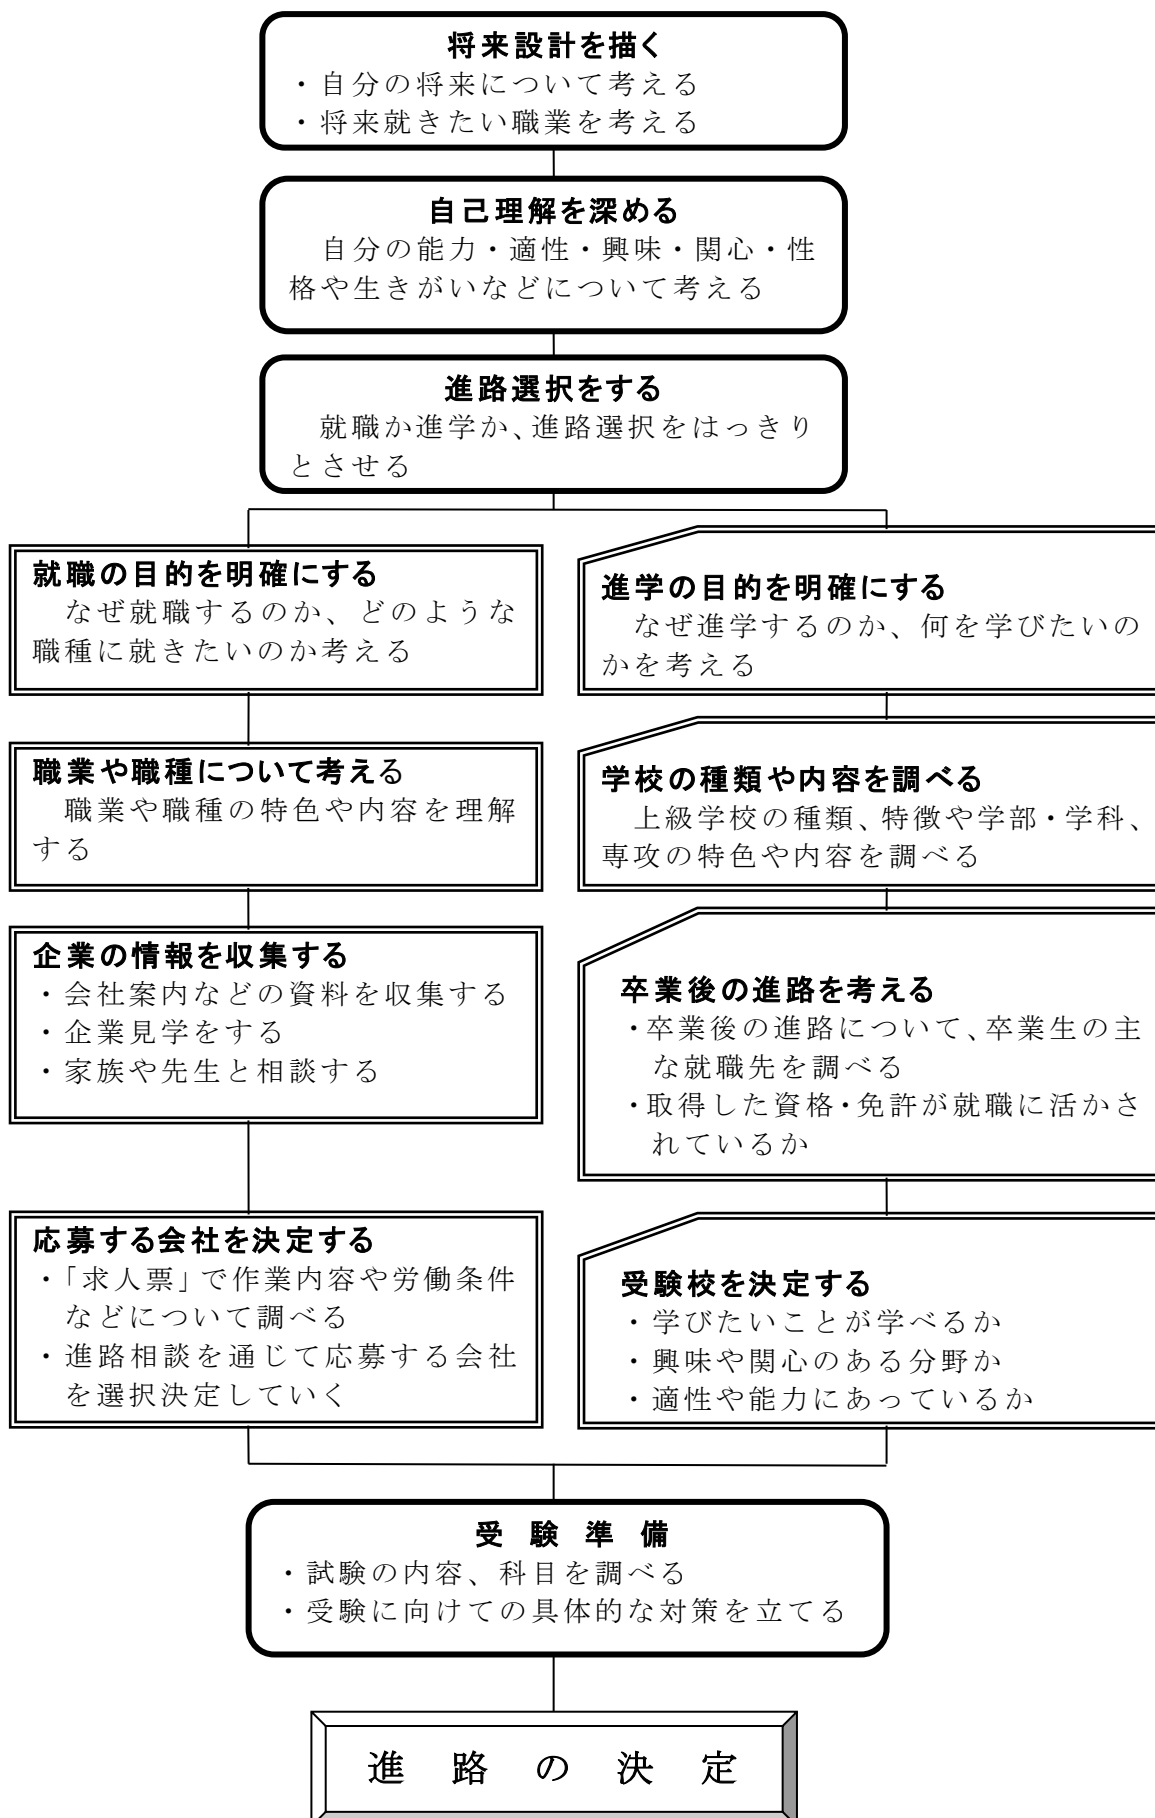 将来設計を描く
・自分の将来について考える
・将来就きたい職業を考える
自己理解を深める
自分の能力・適性・興味・関心・性
格や生きがいなどについて考える
進路選択をする
就職か進学か、進路選択をはっきり
とさせる
就職の目的を明確にする
なぜ就職するのか、どのような
職種に就きたいのか考える
職業や職種について考える
職業や職種の特色や内容を理解
する
企業の情報を収集する
・会社案内などの資料を収集する
・企業見学をする
・家族や先生と相談する
応募する会社を決定する
・「求人票」で作業内容や労働条件
などについて調べる
・進路相談を通じて応募する会社
を選択決定していく
進学の目的を明確にする
なぜ進学するのか、何を学びたいの
かを考える
学校の種類や内容を調べる
上級学校の種類、特徴や学部・学科、
専攻の特色や内容を調べる
卒業後の進路を考える
・卒業後の進路について、卒業生の主
な就職先を調べる
・取得した資格・免許が就職に活かさ
れているか
受験校を決定する
・学びたいことが学べるか
・興味や関心のある分野か
・適性や能力にあっているか
受験準備
・試験の内容、科目を調べる
・受験に向けての具体的な対策を立てる
進路の決定